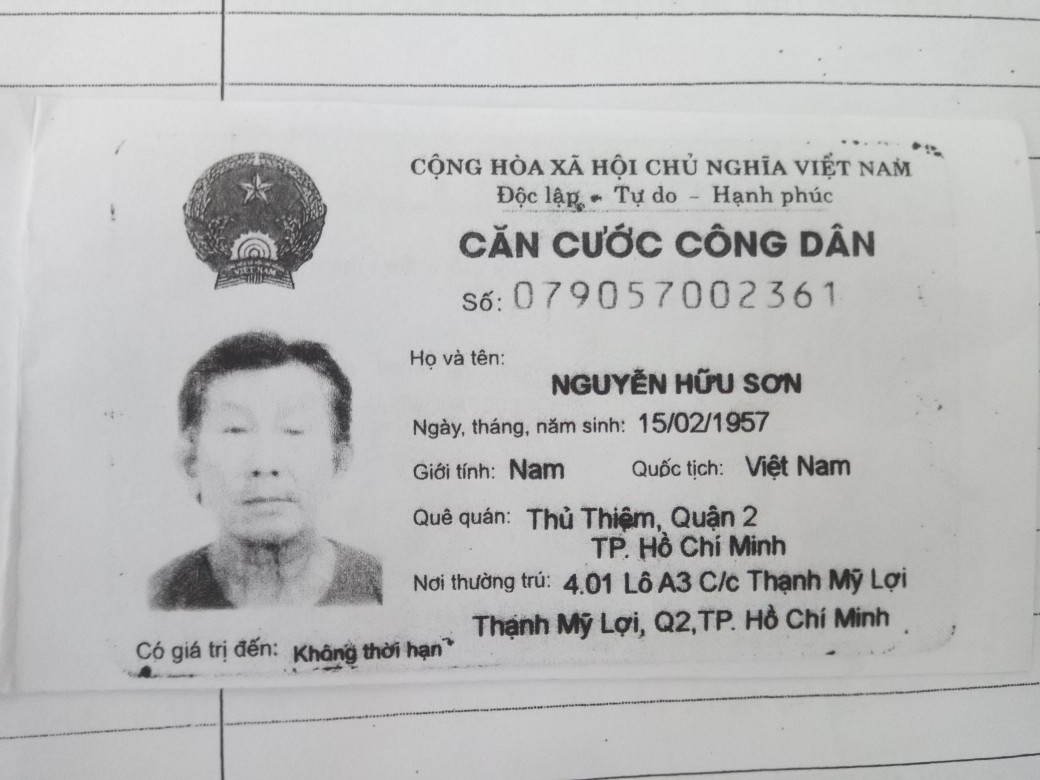 CỘNG HÒA XÃ HỘI CHỦ NGHĨA VIỆT NAM
Độc lập - Tự do - Hạnh phúc
CĂN CƯỚC CÔNG DÂN
Số: 079057002361
Họ và tên:
NGUYỄN HỮU SƠN
Ngày, tháng, năm sinh: 15/02/1957
Giới tính: Nam Quốc tịch: Việt Nam
Quê quán: Thủ Thiêm, Quận 2
TP. Hồ Chí Minh
Nơi thường trú: 4.01 Lô A3 C/c Thạnh Mỹ Lợi
Thạnh Mỹ Lợi, Q2,TP. Hồ Chí Minh
Có giá trị đến: Không thời hạn
VIỆT NAM